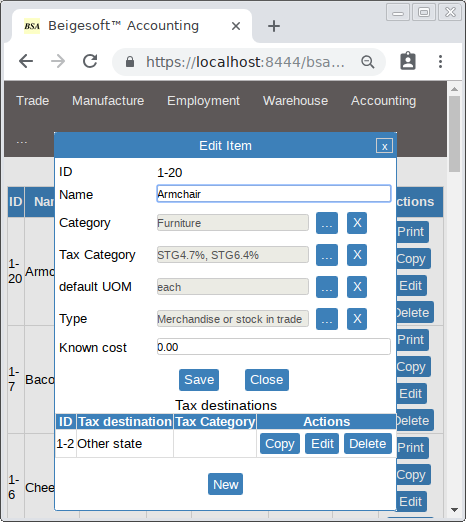 BSA Beigesoft™ Accounting
https://localhost:8444/bsa...
Trade Manufacture Employment Warehouse Accounting
...
Edit Item x
ID 1-20
Name Armchair
Category Furniture ... X
Tax Category STG4.7%, STG6.4% ... X
default UOM each ... X
Type Merchandise or stock in trade ... X
Known cost 0.00
Save Close
Tax destinations
ID Tax destination Tax Category Actions
1-2 Other state Copy Edit Delete
New
ID Nan ctions
1-20 Armc Print Copy Edit Delete
1-7 Baco Print Copy Edit Delete
1-6 Chee Print Copy Edit